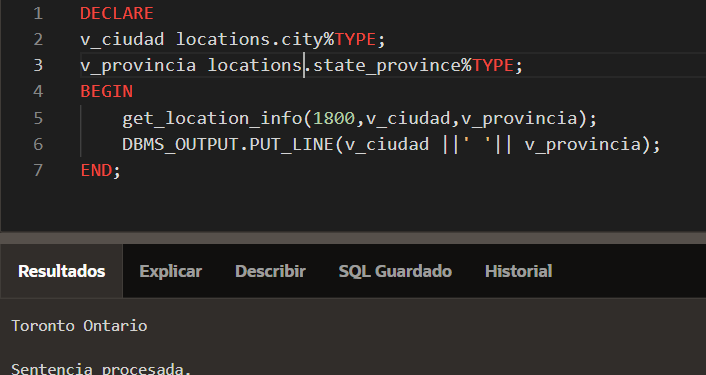 1 DECLARE
2 v_ciudad locations.city%TYPE;
3 v_provincia locations.state_province%TYPE;
4 BEGIN
5 get_location_info(1800,v_ciudad,v_provincia);
6 DBMS_OUTPUT.PUT_LINE(v_ciudad ||' '|| v_provincia);
7 END;
Resultados Explicar Describir SQL Guardado Historial
Toronto Ontario
Sentencia procesada.